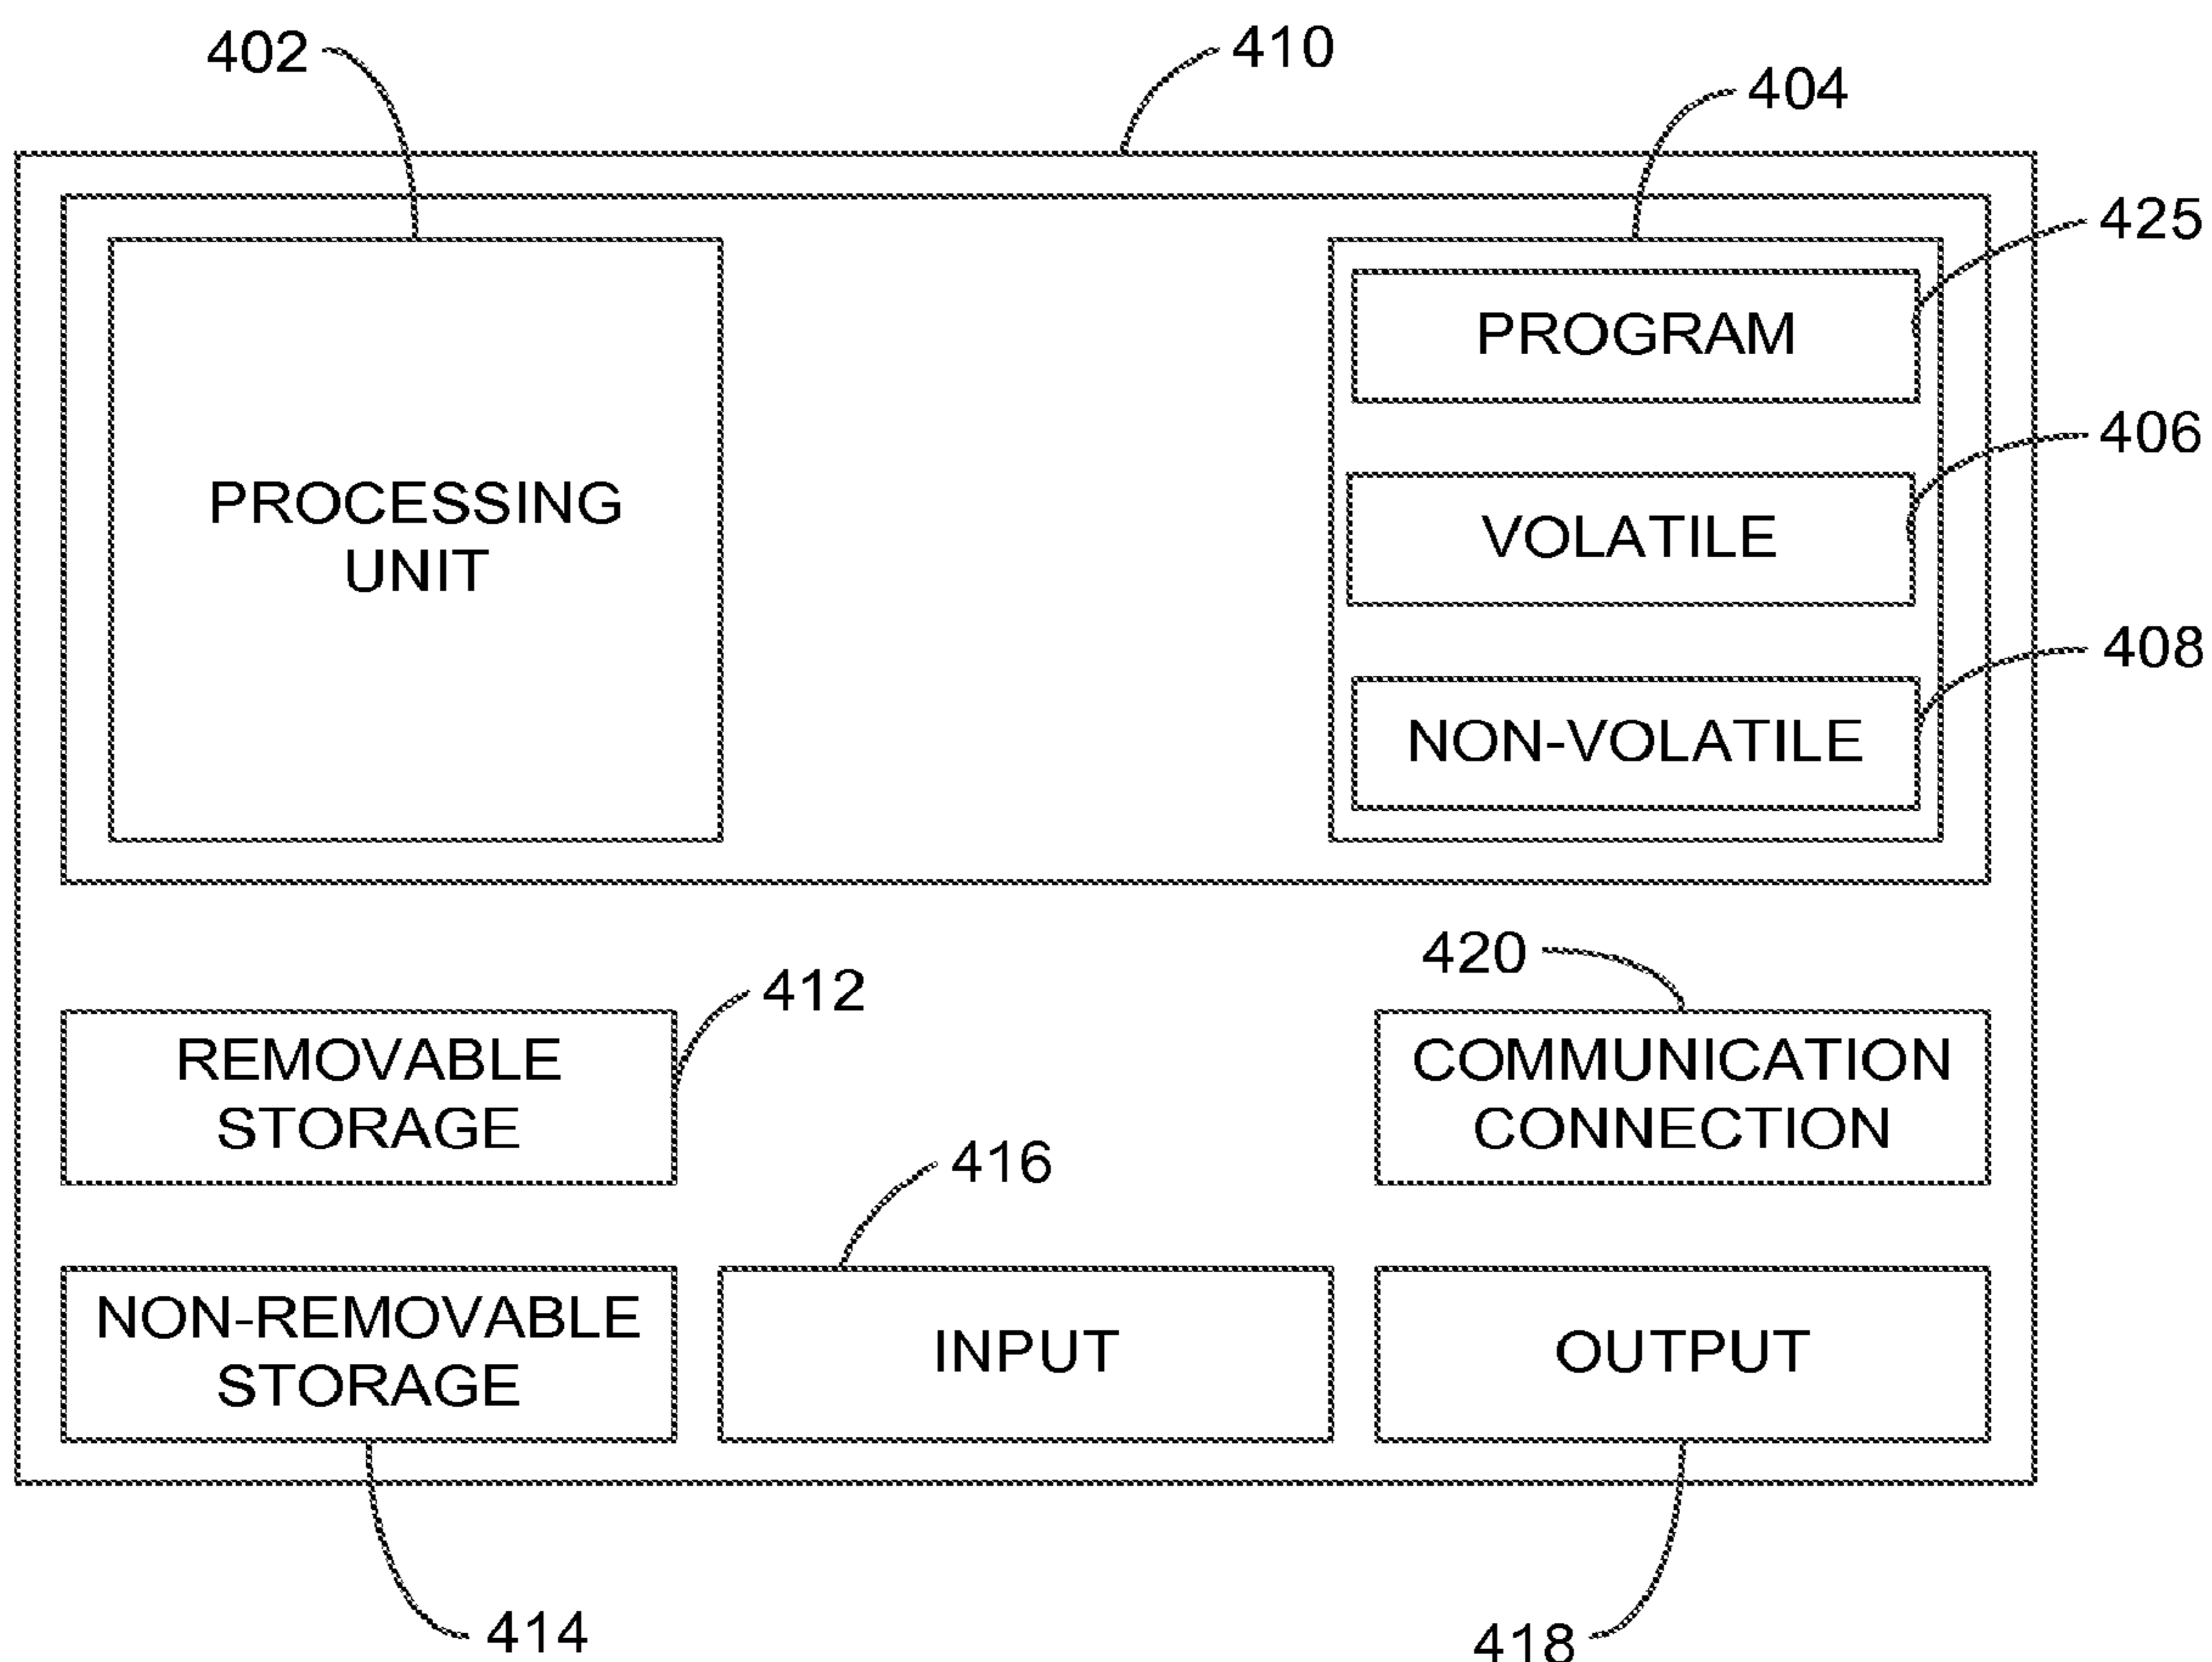 402
410
404
425
PROGRAM
406
PROCESSING
UNIT
VOLATILE
408
NON-VOLATILE
420
412
REMOVABLE
STORAGE
COMMUNICATION
CONNECTION
416
NON-REMOVABLE
STORAGE
INPUT
OUTPUT
414
418